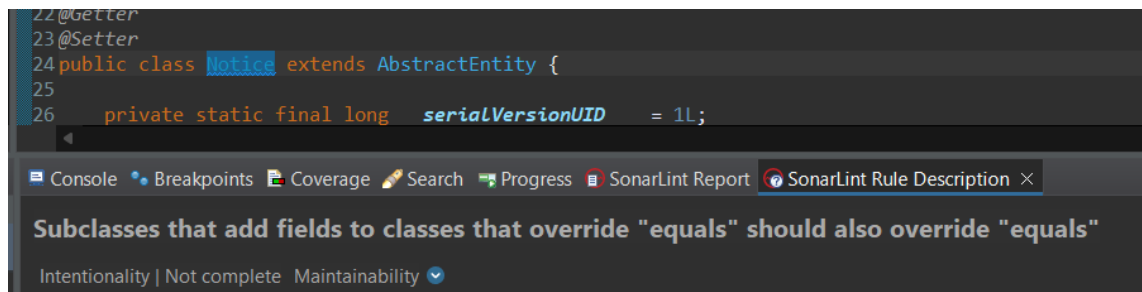 22 @Getter
23 @Setter
24 public class Notice extends AbstractEntity {
25
26 private static final long serialVersionUID = 1L;
Console Breakpoints Coverage Search Progress SonarLint Report SonarLint Rule Description ×
Subclasses that add fields to classes that override "equals" should also override "equals"
Intentionality | Not complete Maintainability